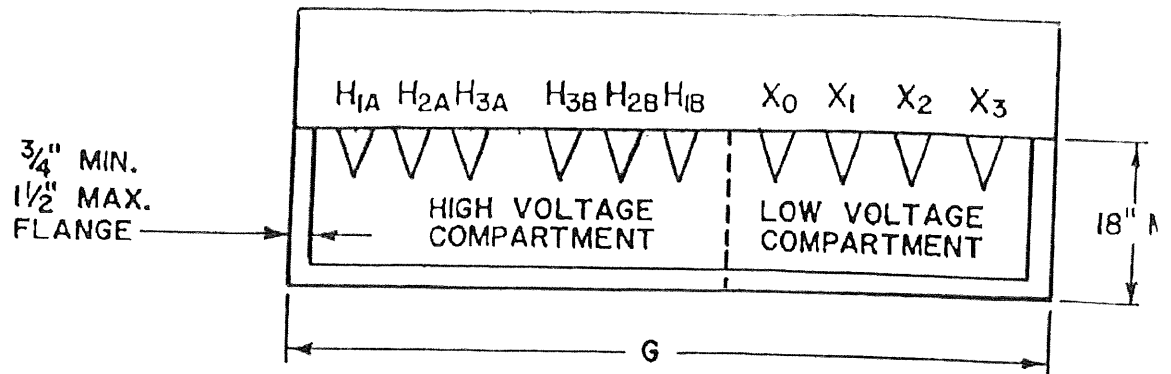 H1A H2A H3A H3B H2B H1B X0 X1 X2 X3
3/4" MIN.
1 1/2" MAX.
FLANGE
HIGH VOLTAGE
COMPARTMENT
LOW VOLTAGE
COMPARTMENT
18"
G